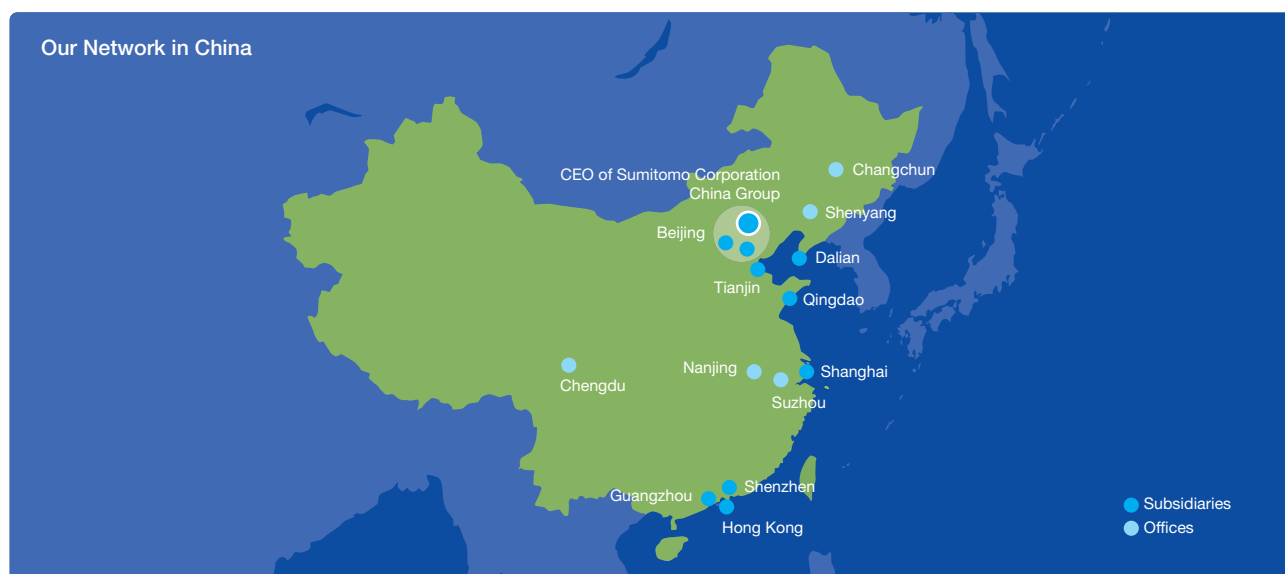 Our Network in China
CEO of Sumitomo Corporation
China Group
Changchun
Shenyang
Beijing
Dalian
Tianjin
Qingdao
Chengdu
Nanjing
Shanghai
Suzhou
Guangzhou
Shenzhen
Hong Kong
Subsidiaries
Offices